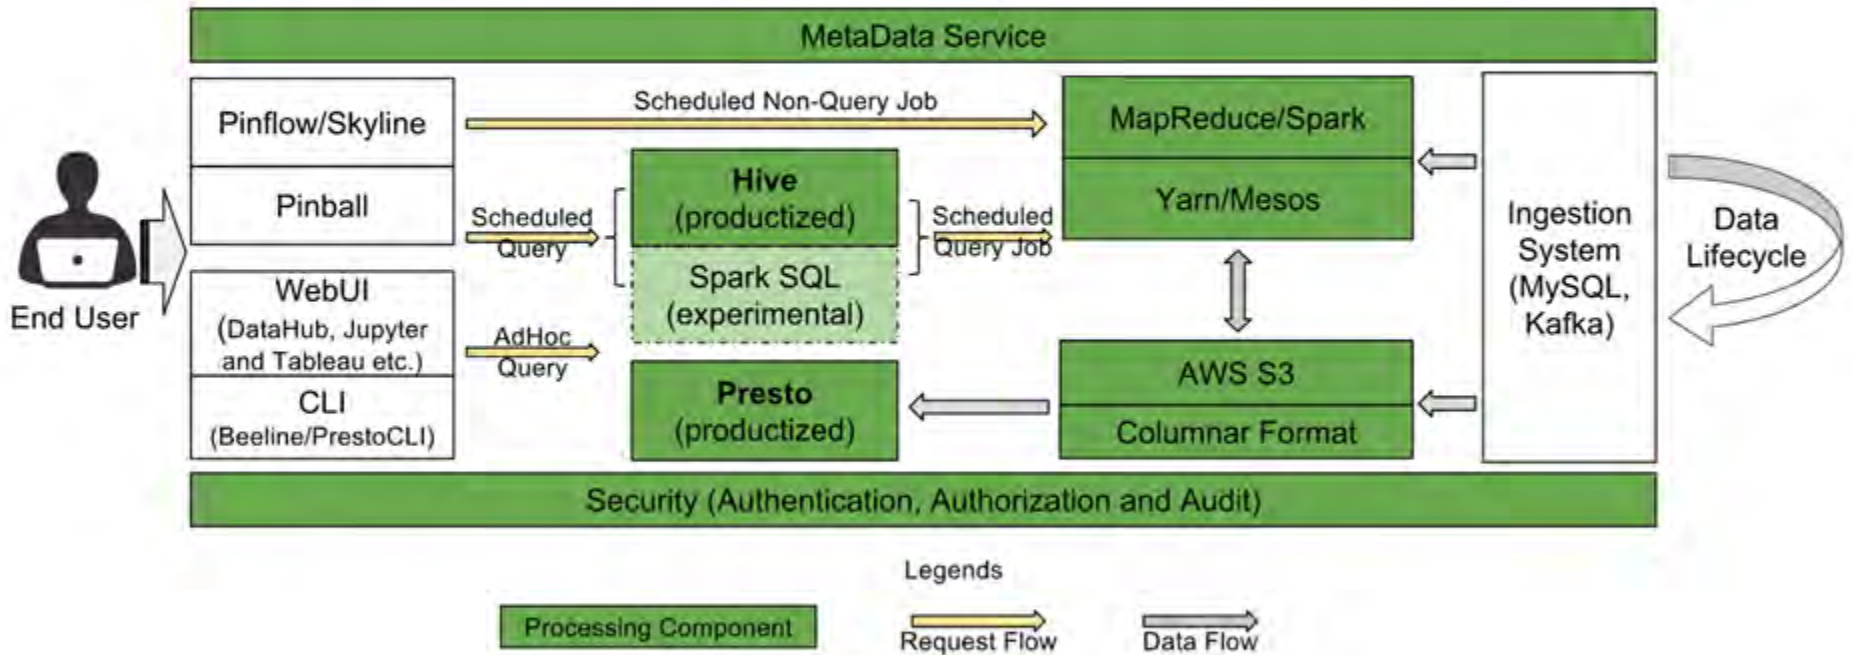 MetaData Service
Pinflow/Skyline
Pinball
WebUI
(DataHub, Jupyter
and Tableau etc.)
CLI
(Beeline/PrestoCLI)
End User
Scheduled Non-Query Job
Scheduled
Query
AdHoc
Query
Hive
(productized)
Spark SQL
(experimental)
Presto
(productized)
Scheduled
Query Job
MapReduce/Spark
Yarn/Mesos
AWS S3
Columnar Format
Ingestion
System
(MySQL,
Kafka)
Data
Lifecycle
Security (Authentication, Authorization and Audit)
Legends
Processing Component
Request Flow
Data Flow